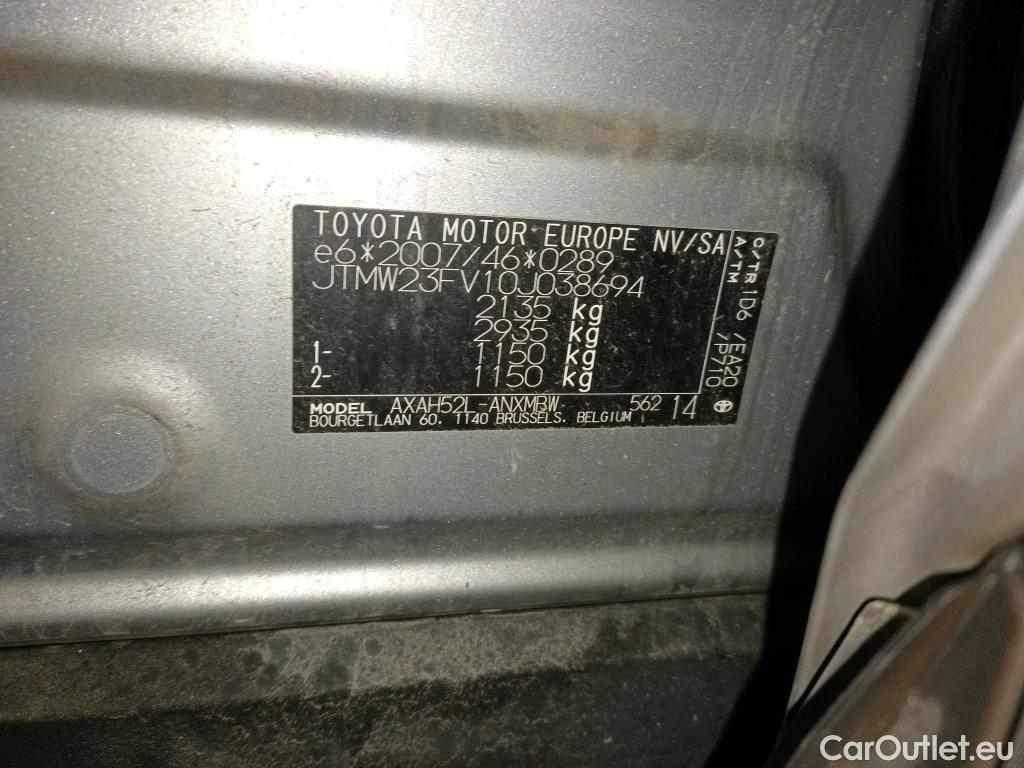 TOYOTA MOTOR EUROPE NV/SA
e6*2007/46*0289
JTMW23FV10J038694
2135 kg
2935 kg
1- 1150 kg
2- 1150 kg
MODEL AXAH52L-ANXMBW 562 14
BOURGETLAAN 60. 1140 BRUSSELS. BELGIUM
C/TR 1D6 /EA20
A/TM /P710
CarOutlet.eu